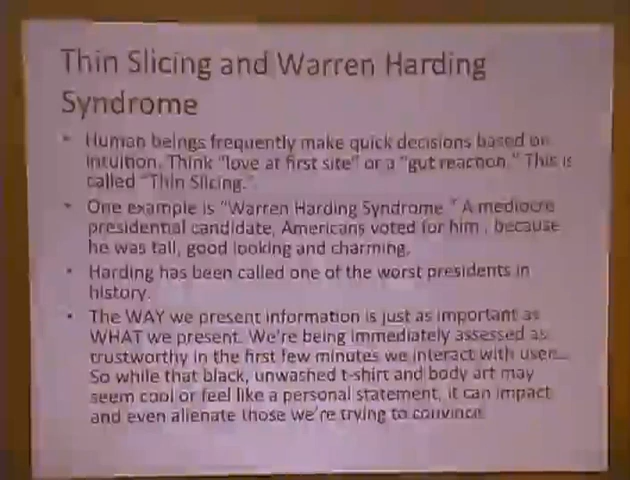 Thin Slicing and Warren Harding
Syndrome
• Human beings frequently make quick decisions based on
intuition. Think "love at first site" or a "gut reaction." This is
called "Thin Slicing."
• One example is "Warren Harding Syndrome." A mediocre
presidential candidate, Americans voted for him , because
he was tall, good looking and charming.
• Harding has been called one of the worst presidents in
history.
• The WAY we present information is just as important as
WHAT we present. We're being immediately assessed as
trustworthy in the first few minutes we interact with users...
So while that black, unwashed t-shirt and body art may
seem cool or feel like a personal statement, it can impact
and even alienate those we're trying to convince.